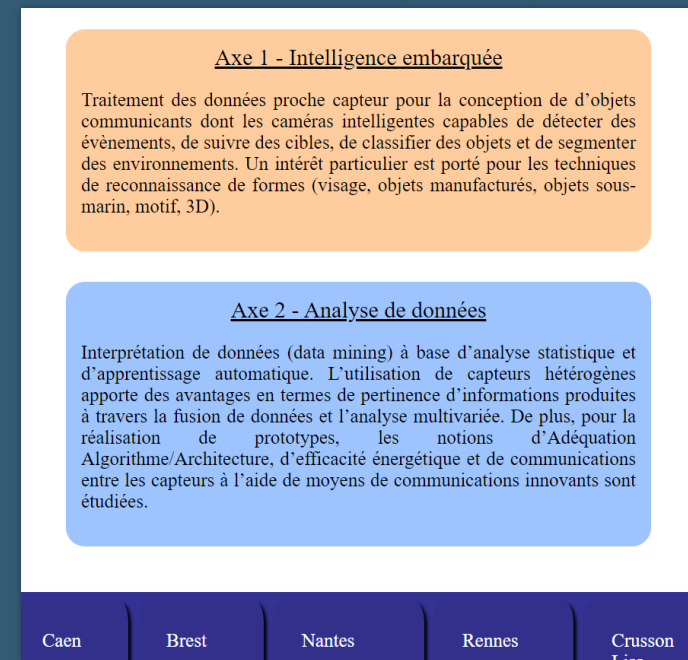 Axe 1 - Intelligence embarquée
Traitement des données proche capteur pour la conception de d’objets
communicants dont les caméras intelligentes capables de détecter des
évènements, de suivre des cibles, de classifier des objets et de segmenter
des environnements. Un intérêt particulier est porté pour les techniques
de reconnaissance de formes (visage, objets manufacturés, objets sous-
marin, motif, 3D).
Axe 2 - Analyse de données
Interprétation de données (data mining) à base d’analyse statistique et
d’apprentissage automatique. L’utilisation de capteurs hétérogènes
apporte des avantages en termes de pertinence d’informations produites
à travers la fusion de données et l’analyse multivariée. De plus, pour la
réalisation de prototypes, les notions d’Adéquation
Algorithme/Architecture, d’efficacité énergétique et de communications
entre les capteurs à l’aide de moyens de communications innovants sont
étudiées.
Caen Brest Nantes Rennes Crusson